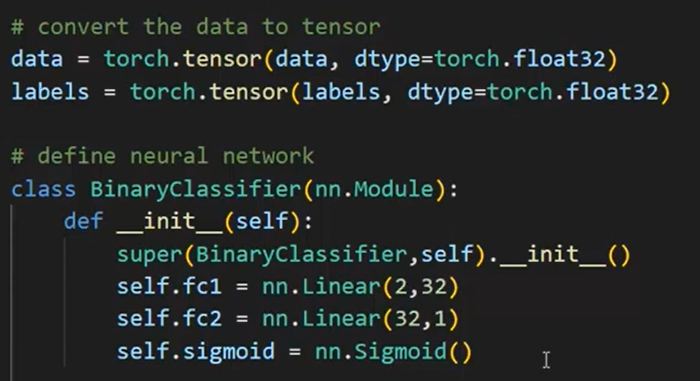 # convert the data to tensor
data = torch.tensor(data, dtype=torch.float32)
labels = torch.tensor(labels, dtype=torch.float32)
# define neural network
class BinaryClassifier(nn.Module):
def __init__(self):
super(BinaryClassifier,self).__init__()
self.fc1 = nn.Linear(2,32)
self.fc2 = nn.Linear(32,1)
self.sigmoid = nn.Sigmoid()